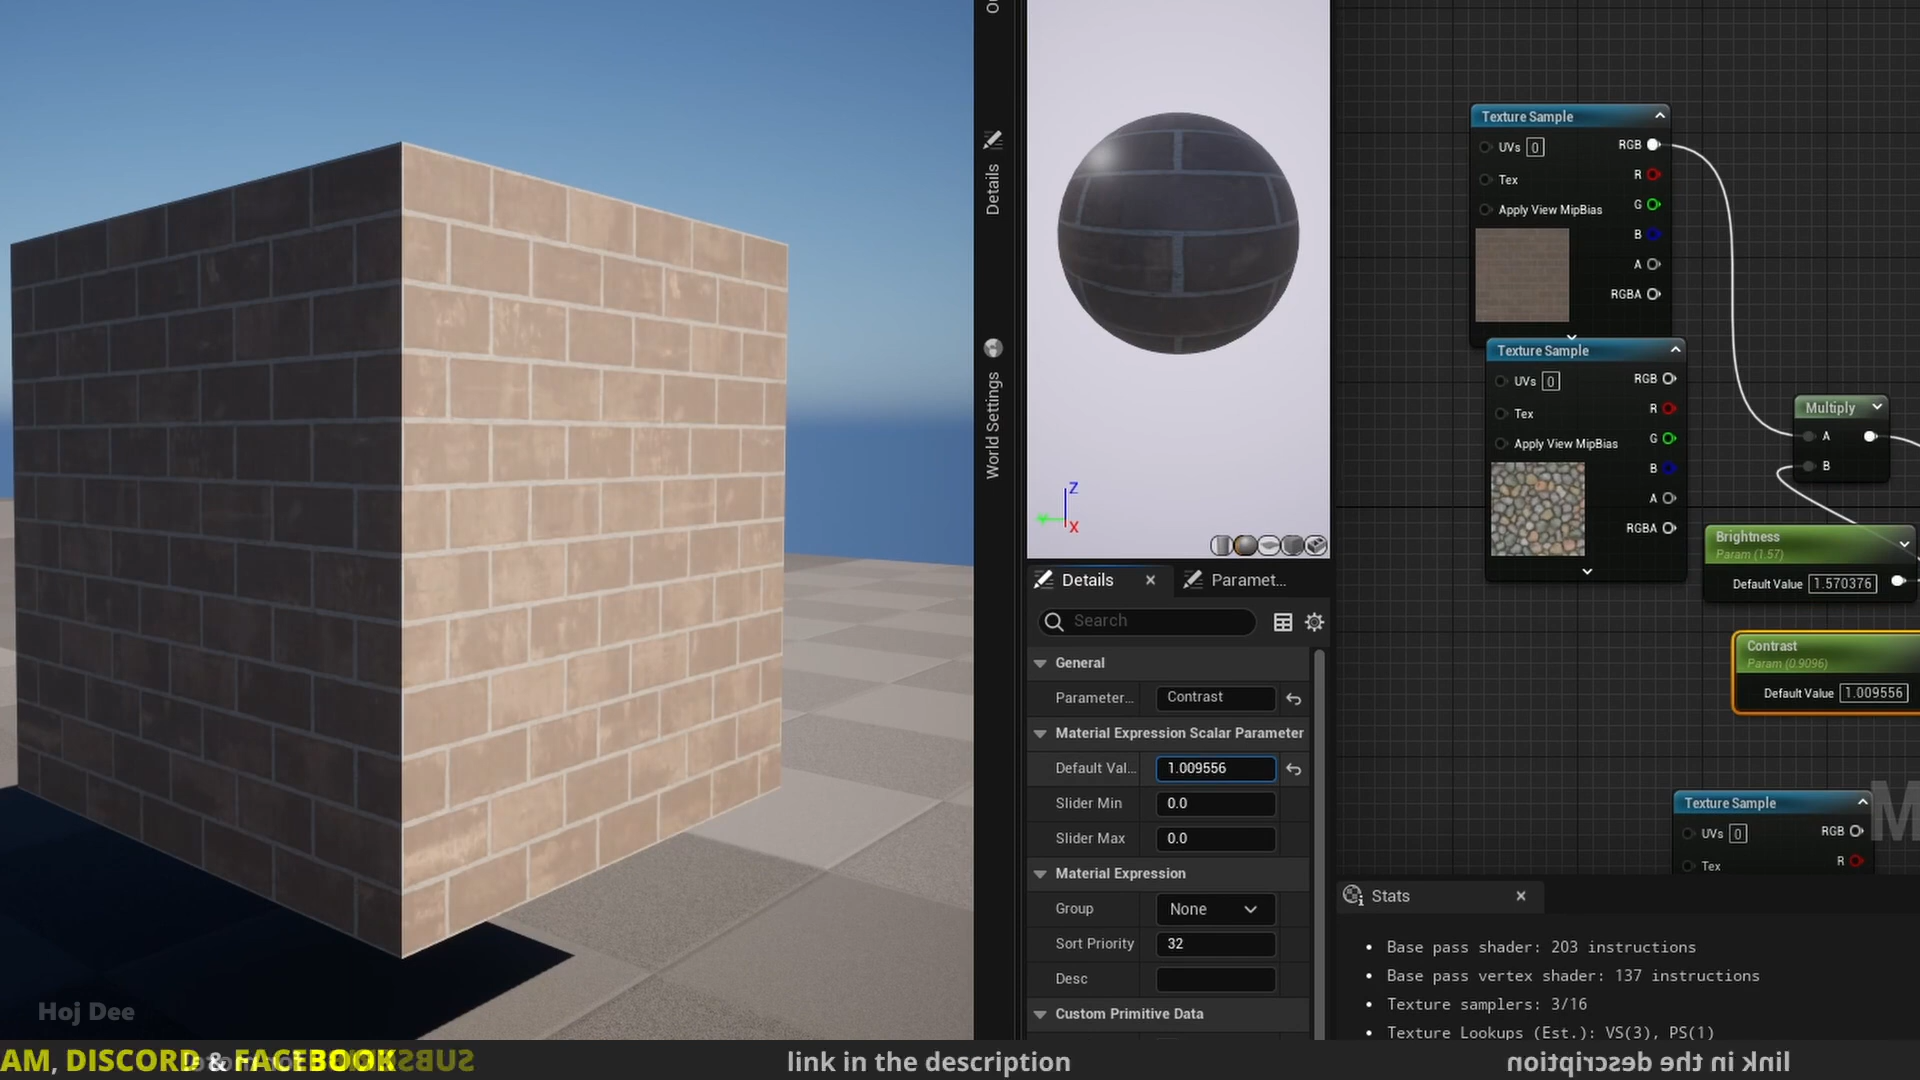 Details
World Settings
Z
X
Details
Paramet...
Search
General
Parameter...
Contrast
Material Expression Scalar Parameter
Default Val...
1.009556
Slider Min
0.0
Slider Max
0.0
Material Expression
Group
None
Sort Priority
32
Desc
Custom Primitive Data
Texture Sample
UVs 0
RGB
Tex
R
Apply View MipBias
G
B
A
RGBA
Texture Sample
UVs 0
RGB
Tex
R
Apply View MipBias
G
B
A
RGBA
Multiply
A
B
Brightness
Param (1.57)
Default Value 1.570376
Contrast
Param (0.9096)
Default Value 1.009556
Texture Sample
UVs 0
RGB
Tex
R
M
Stats
Base pass shader: 203 instructions
Base pass vertex shader: 137 instructions
Texture samplers: 3/16
Texture Lookups (Est.): VS(3), PS(1)
Hoj Dee
AM, DISCORD & FACEBOOK
link in the description
link in the description